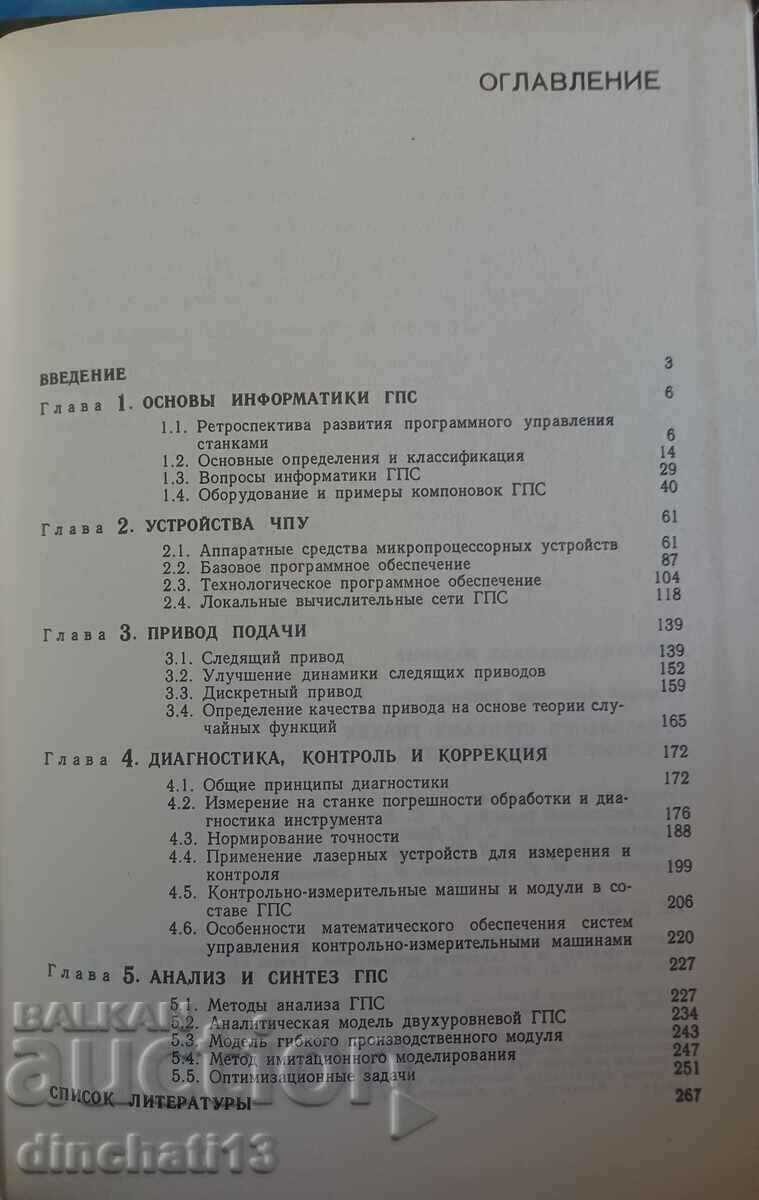 ОГЛАВЛЕНИЕ
ВВЕДЕНИЕ 3
Глава 1. ОСНОВЫ ИНФОРМАТИКИ ГПС 6
1.1. Ретроспектива развития программного управления
станками 6
1.2. Основные определения и классификация 14
1.3. Вопросы информатики ГПС 29
1.4. Оборудование и примеры компоновок ГПС 40
Глава 2. УСТРОЙСТВА ЧПУ 61
2.1. Аппаратные средства микропроцессорных устройств 61
2.2. Базовое программное обеспечение 87
2.3. Технологическое программное обеспечение 104
2.4. Локальные вычислительные сети ГПС 118
Глава 3. ПРИВОД ПОДАЧИ 139
3.1. Следящий привод 139
3.2. Улучшение динамики следящих приводов 152
3.3. Дискретный привод 159
3.4. Определение качества привода на основе теории слу-
чайных функций 165
Глава 4. ДИАГНОСТИКА, КОНТРОЛЬ И КОРРЕКЦИЯ 172
4.1. Общие принципы диагностики 172
4.2. Измерение на станке погрешности обработки и диа-
гностика инструмента 176
4.3. Нормирование точности 188
4.4. Применение лазерных устройств для измерения и
контроля 199
4.5. Контрольно-измерительные машины и модули в со-
ставе ГПС 206
4.6. Особенности математического обеспечения систем
управления контрольно-измерительными машинами 220
Глава 5. АНАЛИЗ И СИНТЕЗ ГПС 227
5.1. Методы анализа ГПС 227
5.2. Аналитическая модель двухуровневой ГПС 234
5.3. Модель гибкого производственного модуля 243
5.4. Метод имитационного моделирования 247
5.5. Оптимизационные задачи 251
СПИСОК ЛИТЕРАТУРЫ 267
BALKAN
auction
dinchati13